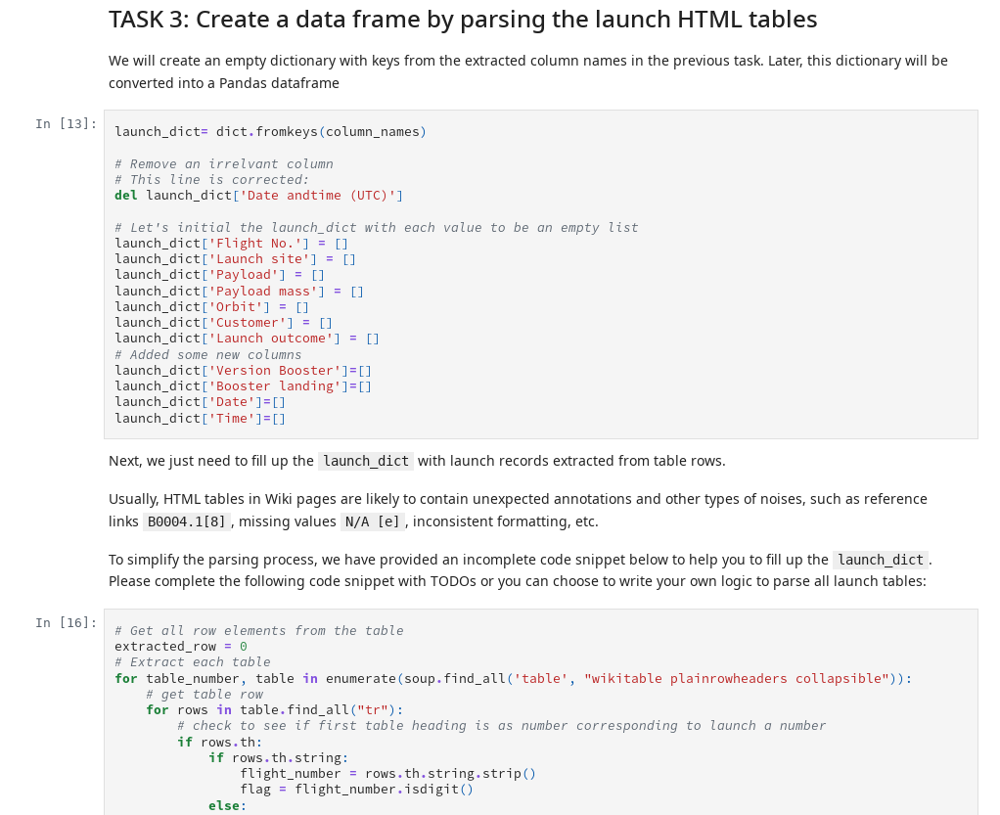 TASK 3: Create a data frame by parsing the launch HTML tables
We will create an empty dictionary with keys from the extracted column names in the previous task. Later, this dictionary will be
converted into a Pandas dataframe
In [13]:
launch_dict= dict.fromkeys(column_names)
# Remove an irrelvant column
# This line is corrected:
del launch_dict['Date andtime (UTC)']
# Let's initial the launch_dict with each value to be an empty list
launch_dict['Flight No.'] = []
launch_dict['Launch site'] = []
launch_dict['Payload'] = []
launch_dict['Payload mass'] = []
launch_dict['Orbit'] = []
launch_dict['Customer'] = []
launch_dict['Launch outcome'] = []
# Added some new columns
launch_dict['Version Booster']=[]
launch_dict['Booster landing']=[]
launch_dict['Date']=[]
launch_dict['Time']=[]
Next, we just need to fill up the launch_dict with launch records extracted from table rows.
Usually, HTML tables in Wiki pages are likely to contain unexpected annotations and other types of noises, such as reference
links B0004.1[8] , missing values N/A [e] , inconsistent formatting, etc.
To simplify the parsing process, we have provided an incomplete code snippet below to help you to fill up the launch_dict .
Please complete the following code snippet with TODOs or you can choose to write your own logic to parse all launch tables:
In [16]:
# Get all row elements from the table
extracted_row = 0
# Extract each table
for table_number, table in enumerate(soup.find_all('table', "wikitable plainrowheaders collapsible")):
    # get table row
    for rows in table.find_all("tr"):
        # check to see if first table heading is as number corresponding to launch a number
        if rows.th:
            if rows.th.string:
                flight_number = rows.th.string.strip()
                flag = flight_number.isdigit()
            else: